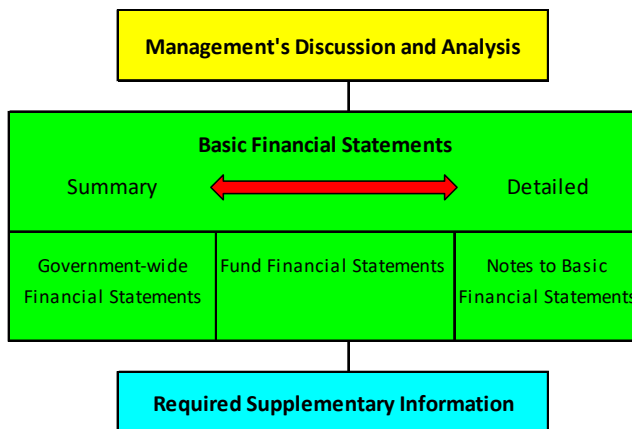 Management's Discussion and Analysis
Basic Financial Statements
Summary
Detailed
Government-wide
Financial Statements
Fund Financial Statements
Notes to Basic
Financial Statements
Required Supplementary Information